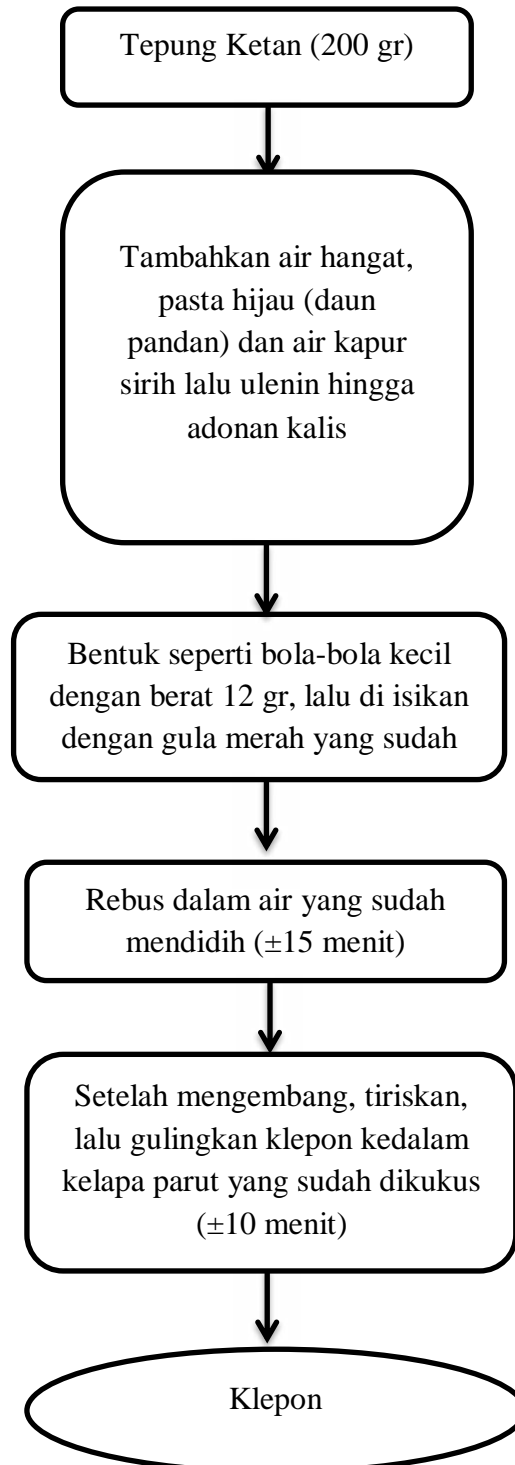 Tepung Ketan (200 gr)
Tambahkan air hangat,
pasta hijau (daun
pandan) dan air kapur
sirih lalu ulenin hingga
adonan kalis
Bentuk seperti bola-bola kecil
dengan berat 12 gr, lalu di isikan
dengan gula merah yang sudah
Rebus dalam air yang sudah
mendidih (±15 menit)
Setelah mengembang, tiriskan,
lalu gulingkan klepon kedalam
kelapa parut yang sudah dikukus
(±10 menit)
Klepon